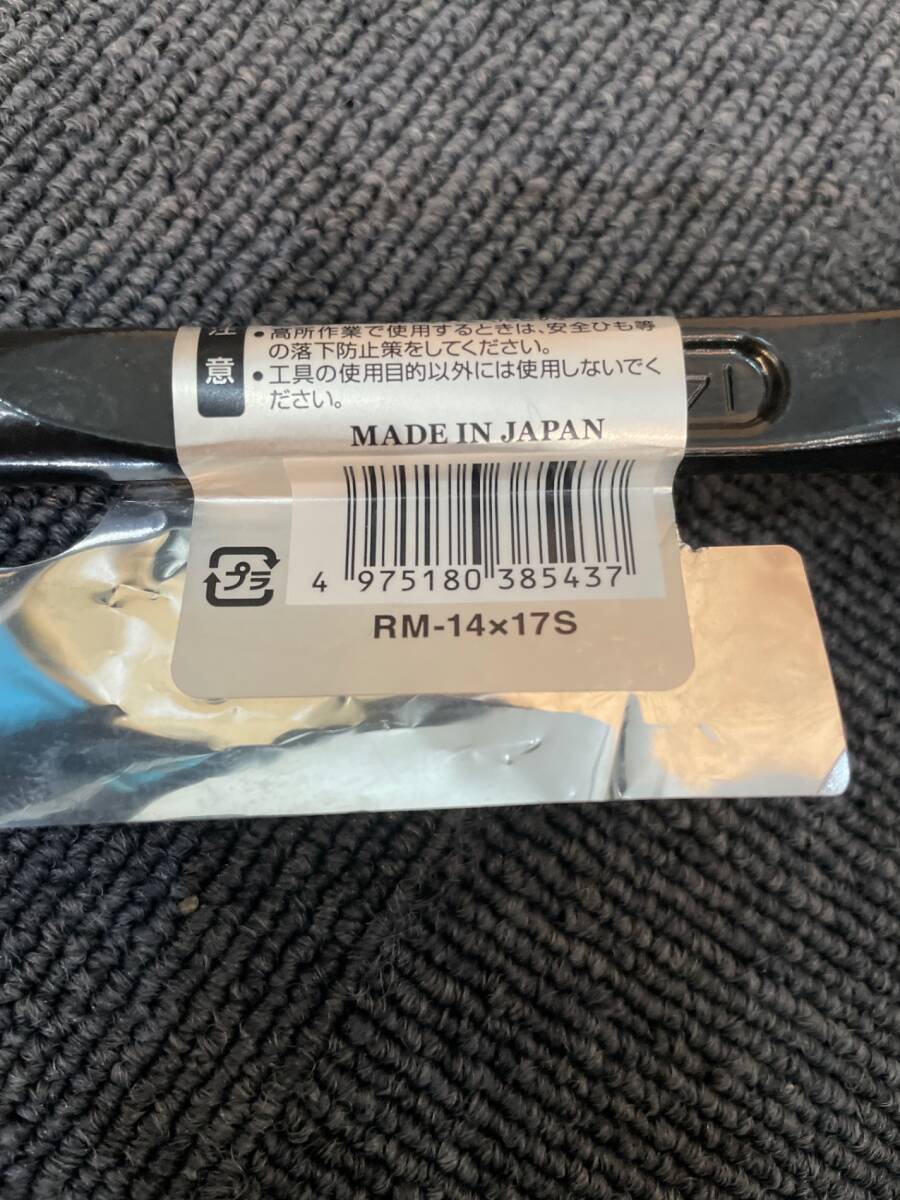 注意
・高所作業で使用するときは、安全ひも等
の落下防止策をしてください。
・工具の使用目的以外には使用しないでく
ださい。
MADE IN JAPAN
4 975180 385437
プラ
RM-14×17S